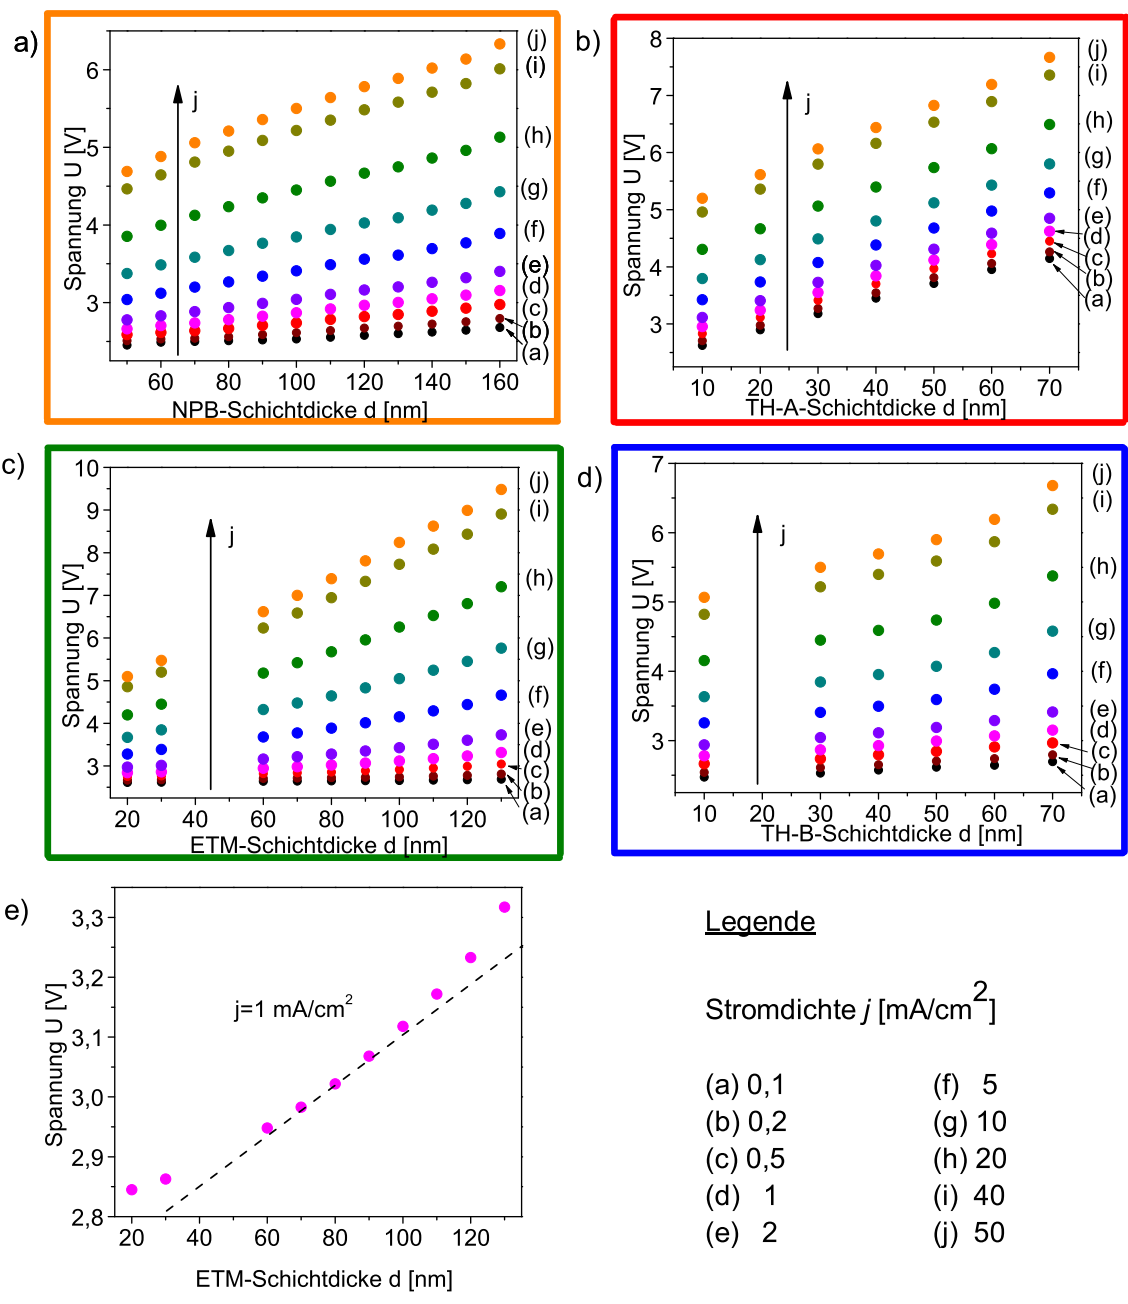 a)
6
5
4
3
60 80 100 120 140 160
Spannung U [V]
NPB-Schichtdicke d [nm]
j
(j)
(i)
(h)
(g)
(f)
(e)
(d)
(c)
(b)
(a)
b)
8
7
6
5
4
3
10 20 30 40 50 60 70
Spannung U [V]
TH-A-Schichtdicke d [nm]
j
(j)
(i)
(h)
(g)
(f)
(e)
(d)
(c)
(b)
(a)
c)
10
9
8
7
6
5
4
3
20 40 60 80 100 120
Spannung U [V]
ETM-Schichtdicke d [nm]
j
(j)
(i)
(h)
(g)
(f)
(e)
(d)
(c)
(b)
(a)
d)
7
6
5
4
3
10 20 30 40 50 60 70
Spannung U [V]
TH-B-Schichtdicke d [nm]
j
(j)
(i)
(h)
(g)
(f)
(e)
(d)
(c)
(b)
(a)
e)
3,3
3,2
3,1
3,0
2,9
2,8
20 40 60 80 100 120
Spannung U [V]
ETM-Schichtdicke d [nm]
j=1 mA/cm²
Legende
Stromdichte j [mA/cm²]
(a) 0,1 (f) 5
(b) 0,2 (g) 10
(c) 0,5 (h) 20
(d) 1 (i) 40
(e) 2 (j) 50